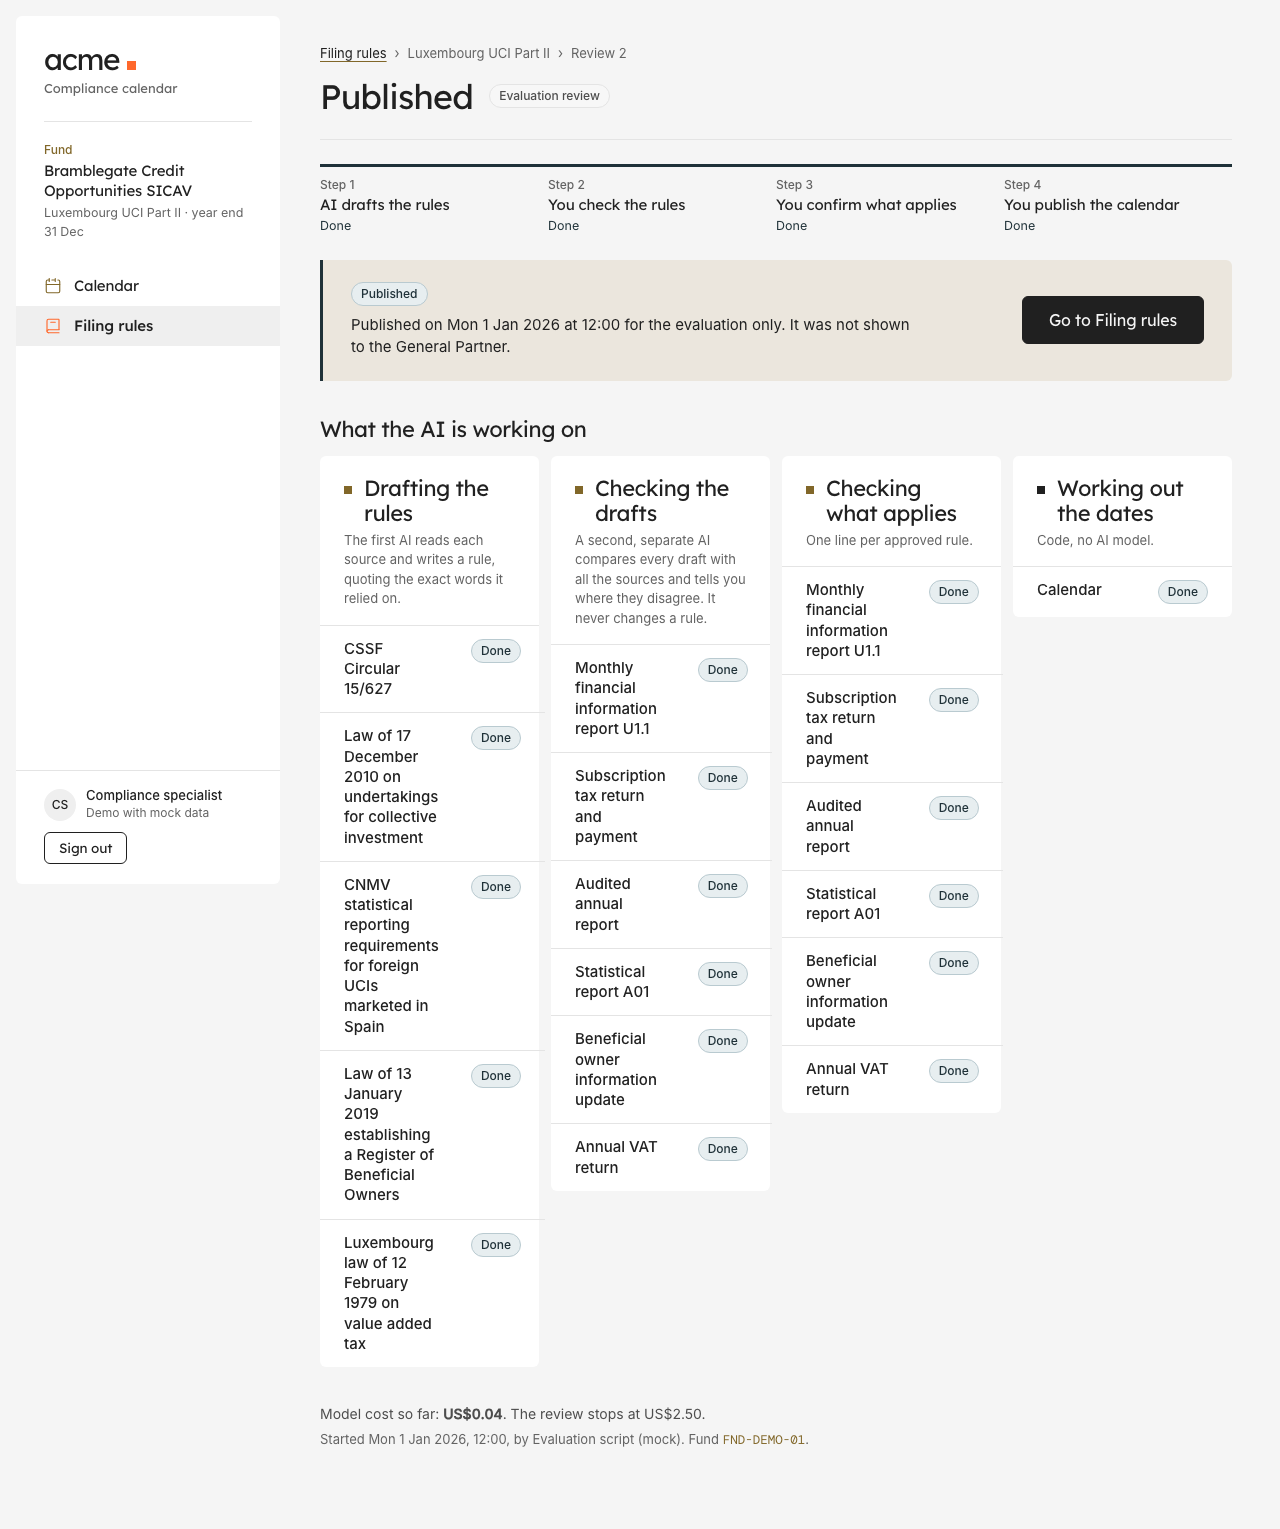 acme
Compliance calendar
Fund
Bramblegate Credit
Opportunities SICAV
Luxembourg UCI Part II · year end
31 Dec
Calendar
Filing rules
CS
Compliance specialist
Demo with mock data
Sign out
Filing rules › Luxembourg UCI Part II › Review 2
Published
Evaluation review
Step 1
AI drafts the rules
Done
Step 2
You check the rules
Done
Step 3
You confirm what applies
Done
Step 4
You publish the calendar
Done
Published
Published on Mon 1 Jan 2026 at 12:00 for the evaluation only. It was not shown
to the General Partner.
Go to Filing rules
What the AI is working on
Drafting the
rules
The first AI reads each
source and writes a rule,
quoting the exact words it
relied on.
CSSF
Circular
15/627
Done
Law of 17
December
2010 on
undertakings
for collective
investment
Done
CNMV
statistical
reporting
requirements
for foreign
UCIs
marketed in
Spain
Done
Law of 13
January
2019
establishing
a Register of
Beneficial
Owners
Done
Luxembourg
law of 12
February
1979 on
value added
tax
Done
Checking the
drafts
A second, separate AI
compares every draft with
all the sources and tells you
where they disagree. It
never changes a rule.
Monthly
financial
information
report U1.1
Done
Subscription
tax return
and
payment
Done
Audited
annual
report
Done
Statistical
report A01
Done
Beneficial
owner
information
update
Done
Annual VAT
return
Done
Checking
what applies
One line per approved rule.
Monthly
financial
information
report U1.1
Done
Subscription
tax return
and
payment
Done
Audited
annual
report
Done
Statistical
report A01
Done
Beneficial
owner
information
update
Done
Annual VAT
return
Done
Working out
the dates
Code, no AI model.
Calendar
Done
Model cost so far: US$0.04. The review stops at US$2.50.
Started Mon 1 Jan 2026, 12:00, by Evaluation script (mock). Fund FND-DEMO-01.